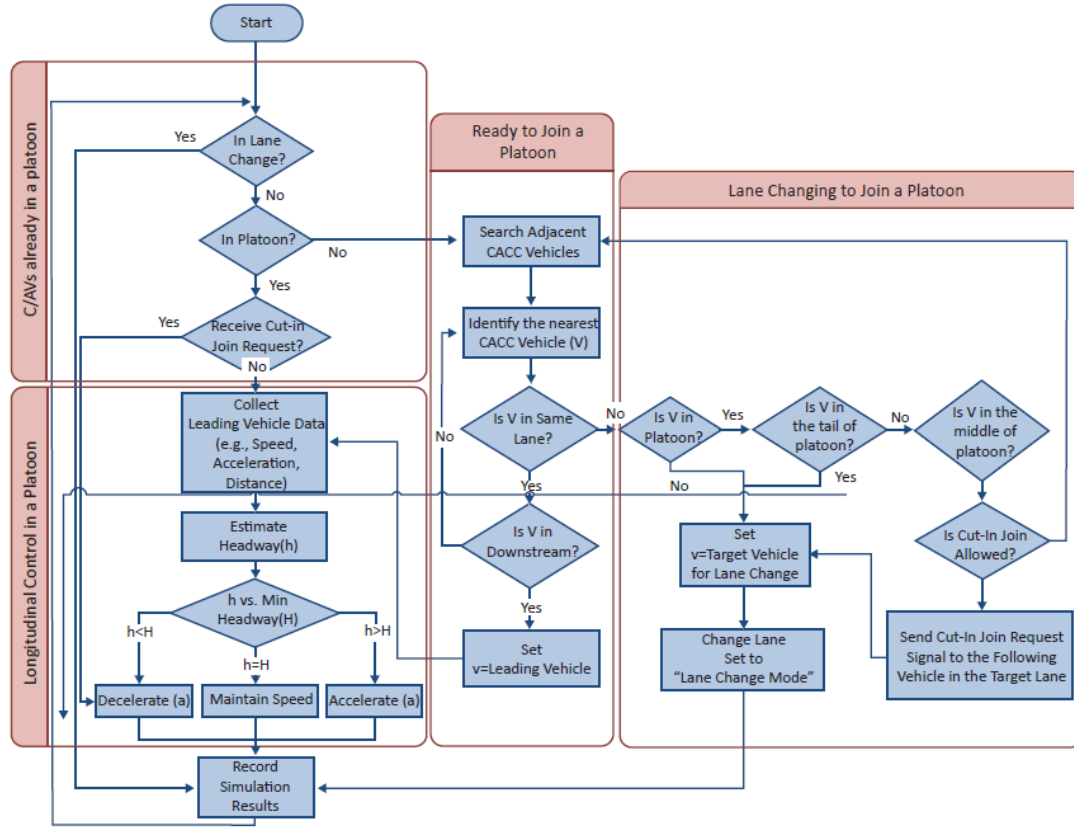 Start
C/AVs already in a platoon
Yes
In Lane
Change?
No
In Platoon?
No
Yes
Yes
Receive Cut-in
Join Request?
No
Longitudinal Control in a Platoon
Collect
Leading Vehicle Data
(e.g., Speed,
Acceleration,
Distance)
Estimate
Headway(h)
h vs. Min
Headway(H)
h<H
h=H
h>H
Decelerate (a)
Maintain Speed
Accelerate (a)
Record
Simulation
Results
Ready to Join a
Platoon
Search Adjacent
CACC Vehicles
Identify the nearest
CACC Vehicle (V)
Is V in Same
Lane?
No
No
Yes
Is V in
Downstream?
Yes
Set
v=Leading Vehicle
Lane Changing to Join a Platoon
Is V in
Platoon?
Yes
No
Is V in
the tail of
platoon?
No
Yes
Is V in the
middle of
platoon?
Is Cut-In Join
Allowed?
Set
v=Target Vehicle
for Lane Change
Change Lane
Set to
“Lane Change Mode”
Send Cut-In Join Request
Signal to the Following
Vehicle in the Target Lane